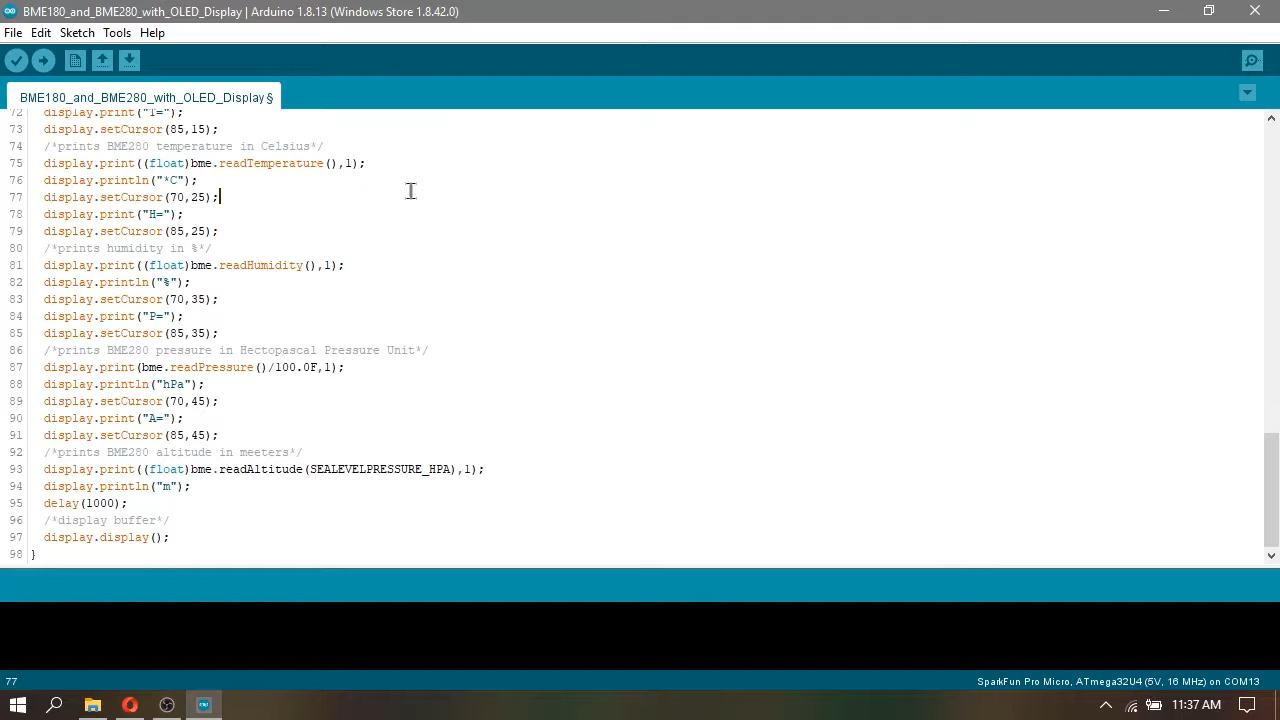 BME180_and_BME280_with_OLED_Display | Arduino 1.8.13 (Windows Store 1.8.42.0)
File Edit Sketch Tools Help
BME180_and_BME280_with_OLED_Display §
72 display.print("T=");
73 display.setCursor(85,15);
74 /*prints BME280 temperature in Celsius*/
75 display.print((float)bme.readTemperature(),1);
76 display.println("*C");
77 display.setCursor(70,25);
78 display.print("H=");
79 display.setCursor(85,25);
80 /*prints humidity in %*/
81 display.print((float)bme.readHumidity(),1);
82 display.println("%");
83 display.setCursor(70,35);
84 display.print("P=");
85 display.setCursor(85,35);
86 /*prints BME280 pressure in Hectopascal Pressure Unit*/
87 display.print(bme.readPressure()/100.0F,1);
88 display.println("hPa");
89 display.setCursor(70,45);
90 display.print("A=");
91 display.setCursor(85,45);
92 /*prints BME280 altitude in meeters*/
93 display.print((float)bme.readAltitude(SEALEVELPRESSURE_HPA),1);
94 display.println("m");
95 delay(1000);
96 /*display buffer*/
97 display.display();
98 }
77 SparkFun Pro Micro, ATmega32U4 (5V, 16 MHz) on COM13
11:37 AM